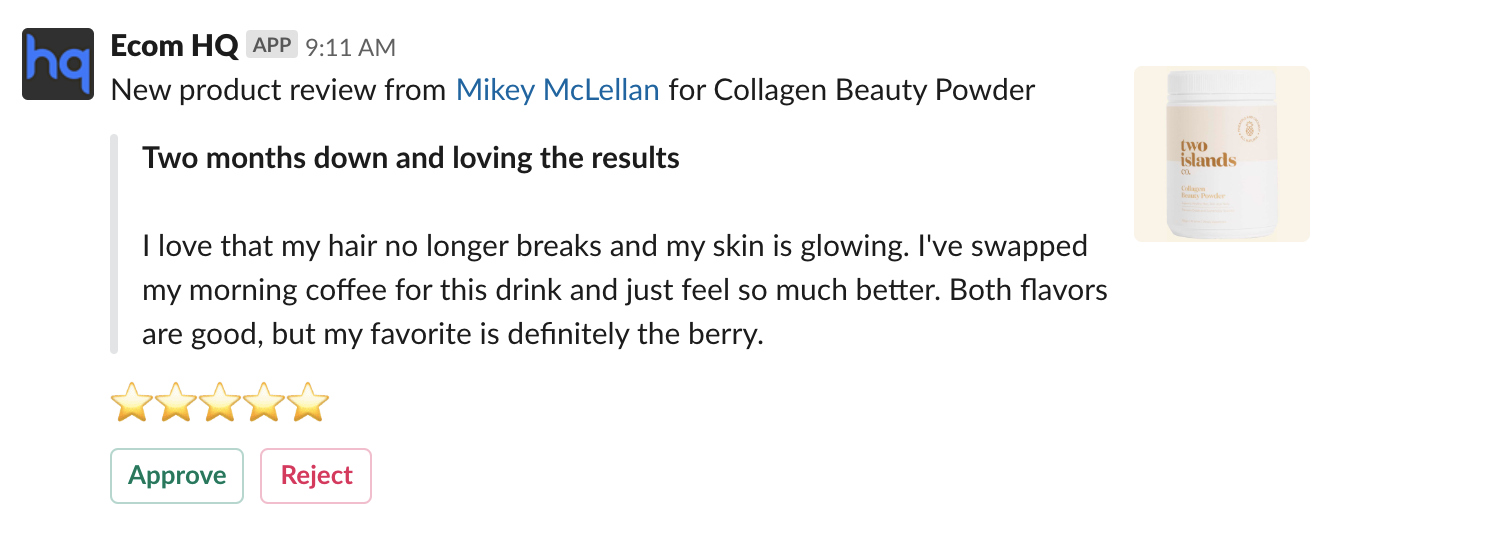 hq
Ecom HQ APP 9:11 AM
New product review from Mikey McLellan for Collagen Beauty Powder
two
islands
co.
Collagen
Beauty Powder
Two months down and loving the results
I love that my hair no longer breaks and my skin is glowing. I've swapped
my morning coffee for this drink and just feel so much better. Both flavors
are good, but my favorite is definitely the berry.
Approve Reject